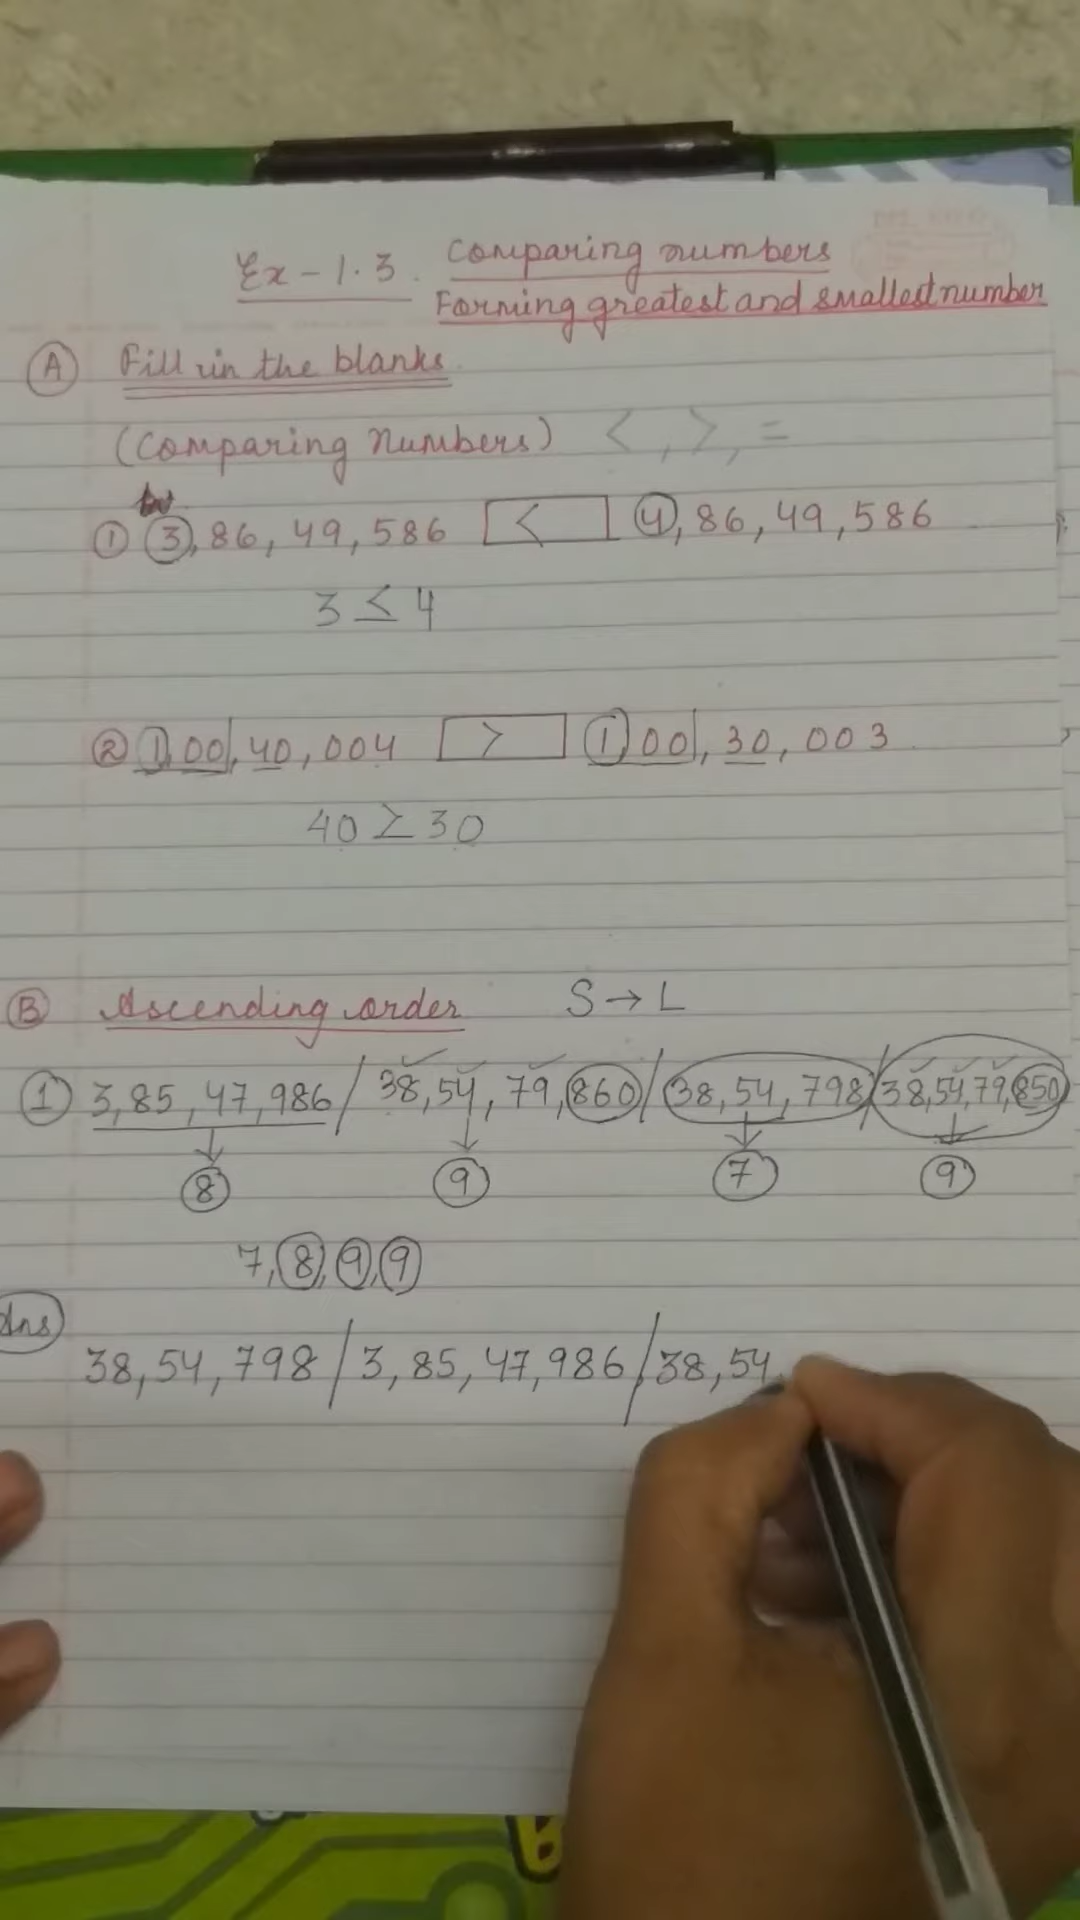 Ex - 1.3. Comparing numbers
Forming greatest and smallest number
A Fill in the blanks
(Comparing Numbers) < , >, =
① 3,86,49,586 < 4,86,49,586
3 < 4
② 1,00,40,004 > 1,00,30,003
40 > 30
B Ascending order S → L
① 3,85,47,986 / 38,54,79,860 / 38,54,798 / 38,54,79,850
8 9 7 9
7,8,9,9
Ans
38,54,798 / 3,85,47,986 / 38,54